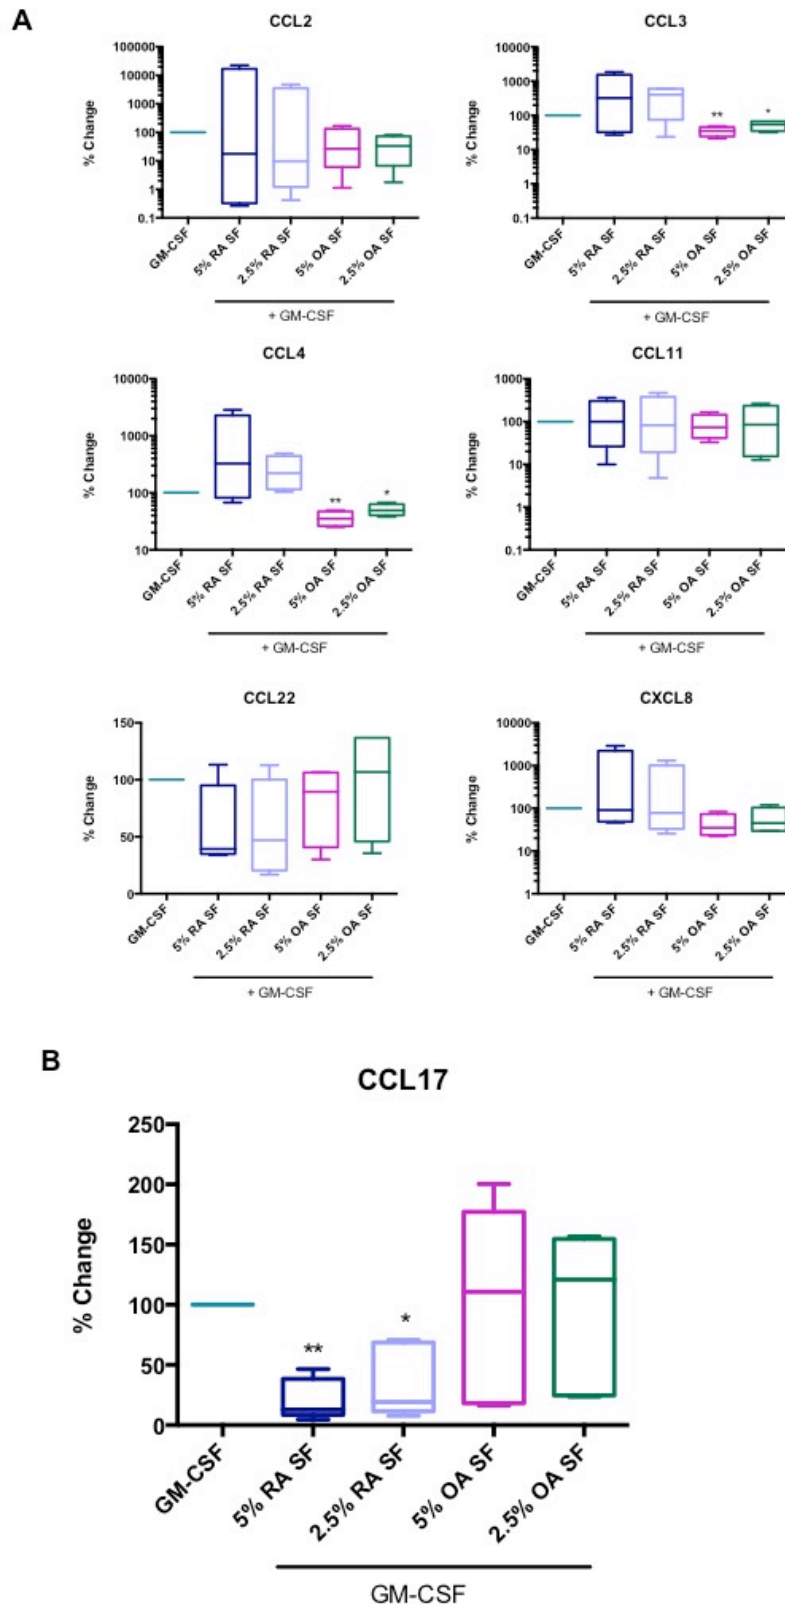 A
CCL2
% Change
100000
10000
1000
100
10
1
0.1
GM-CSF
5% RA SF
2.5% RA SF
5% OA SF
2.5% OA SF
+ GM-CSF
CCL3
% Change
10000
1000
100
10
1
0.1
**
*
GM-CSF
5% RA SF
2.5% RA SF
5% OA SF
2.5% OA SF
+ GM-CSF
CCL4
% Change
10000
1000
100
10
**
*
GM-CSF
5% RA SF
2.5% RA SF
5% OA SF
2.5% OA SF
+ GM-CSF
CCL11
% Change
1000
100
10
1
0.1
GM-CSF
5% RA SF
2.5% RA SF
5% OA SF
2.5% OA SF
+ GM-CSF
CCL22
% Change
150
100
50
0
GM-CSF
5% RA SF
2.5% RA SF
5% OA SF
2.5% OA SF
+ GM-CSF
CXCL8
% Change
10000
1000
100
10
1
GM-CSF
5% RA SF
2.5% RA SF
5% OA SF
2.5% OA SF
+ GM-CSF
B
CCL17
% Change
250
200
150
100
50
0
**
*
GM-CSF
5% RA SF
2.5% RA SF
5% OA SF
2.5% OA SF
GM-CSF